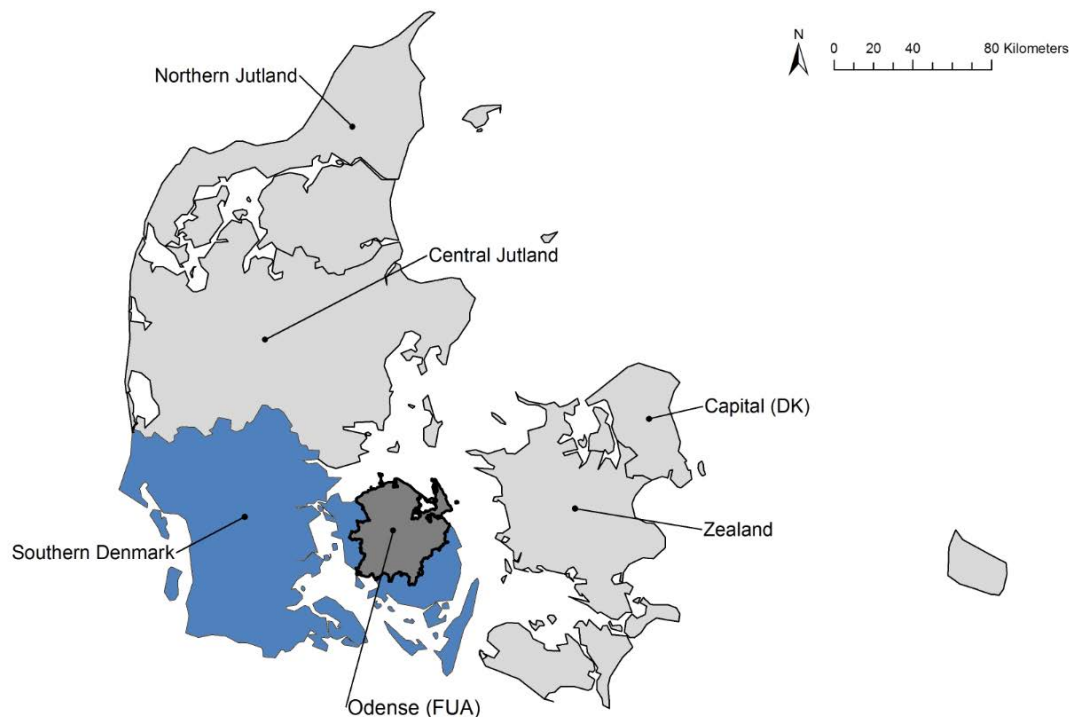 N
0 20 40 80 Kilometers
Northern Jutland
Central Jutland
Capital (DK)
Zealand
Southern Denmark
Odense (FUA)